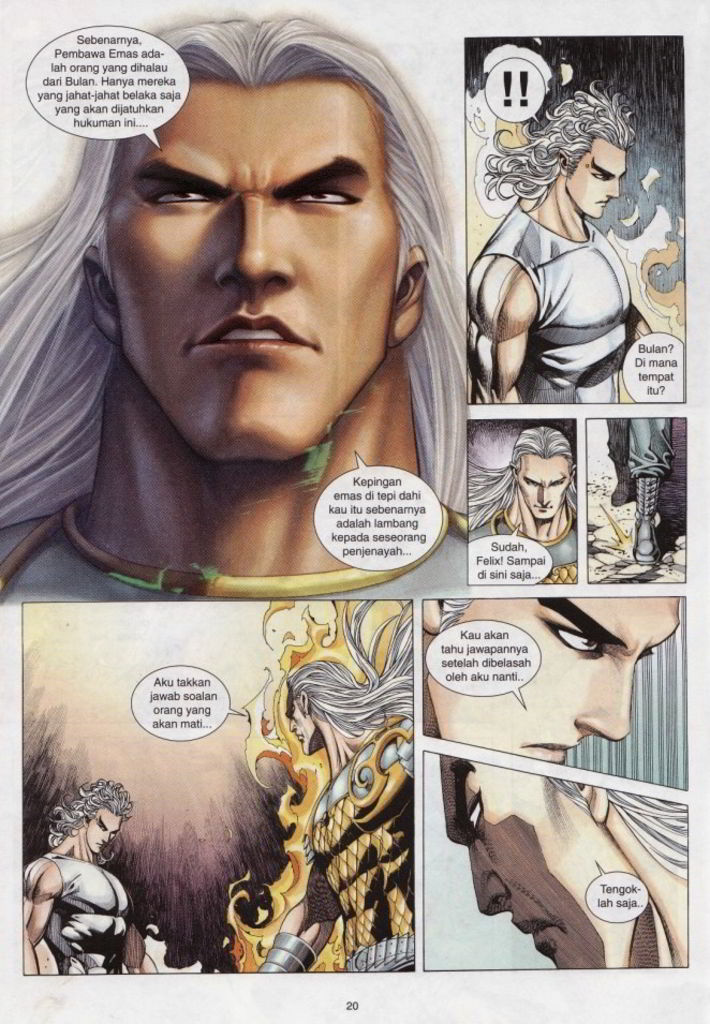 Sebenarnya,
Pembawa Emas ada-
lah orang yang dihalau
dari Bulan. Hanya mereka
yang jahat-jahat belaka saja
yang akan dijatuhkan
hukuman ini....
Kepingan
emas di tepi dahi
kau itu sebenarnya
adalah lambang
kepada seseorang
penjenayah...
!!
Bulan?
Di mana
tempat
itu?
Sudah,
Felix! Sampai
di sini saja...
Aku takkan
jawab soalan
orang yang
akan mati...
Kau akan
tahu jawapannya
setelah dibelasah
oleh aku nanti..
Tengok-
lah saja..
20